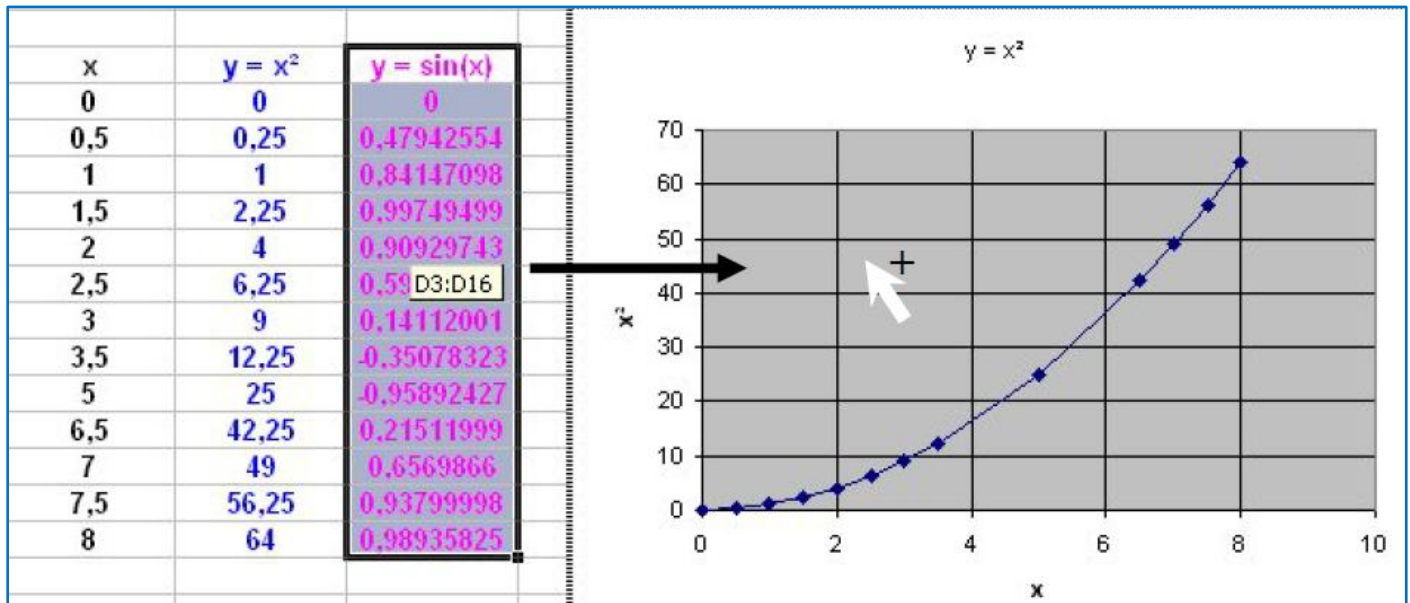 x y = x² y = sin(x)
0 0 0
0,5 0,25 0,47942554
1 1 0,84147098
1,5 2,25 0,99749499
2 4 0,90929743
2,5 6,25 0,59 D3:D16
3 9 0,14112001
3,5 12,25 -0,35078323
5 25 -0,95892427
6,5 42,25 0,21511999
7 49 0,6569866
7,5 56,25 0,93799998
8 64 0,98935825
y = x²
70
60
50
40
30
20
10
0
x²
0 2 4 6 8 10
x